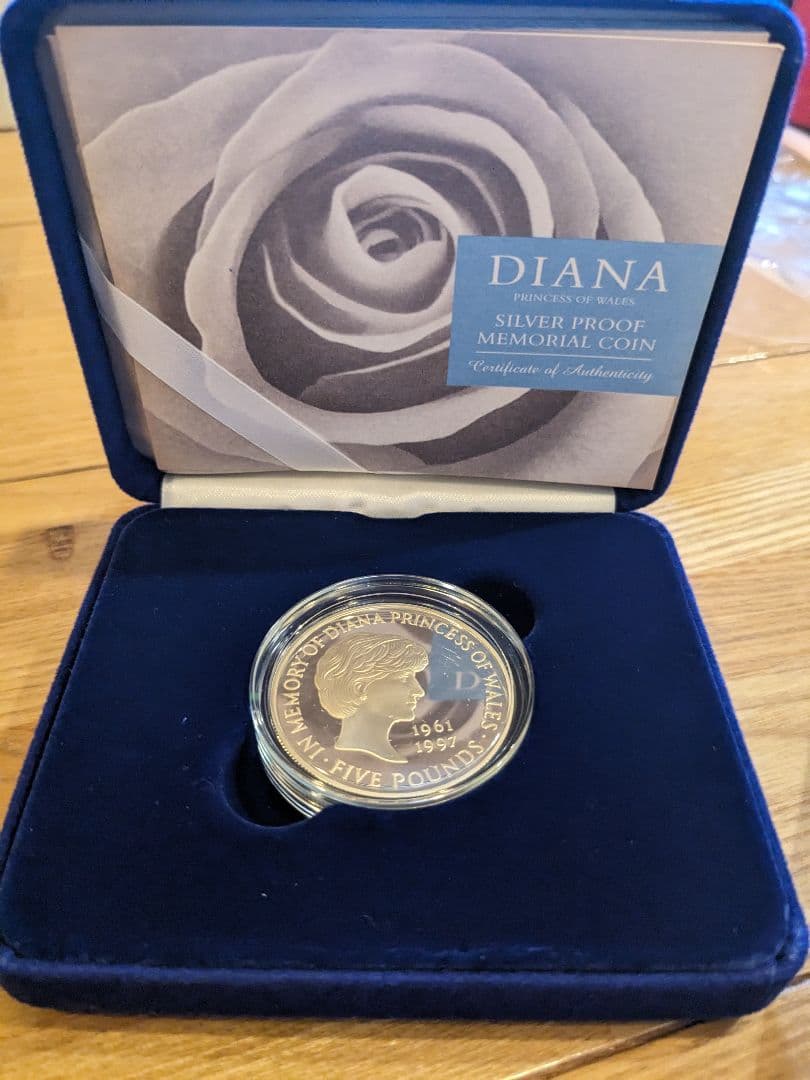 DIANA
PRINCESS OF WALES
SILVER PROOF
MEMORIAL COIN
Certificate of Authenticity
IN MEMORY OF DIANA PRINCESS OF WALES ·
1961
1997
· FIVE POUNDS ·
D